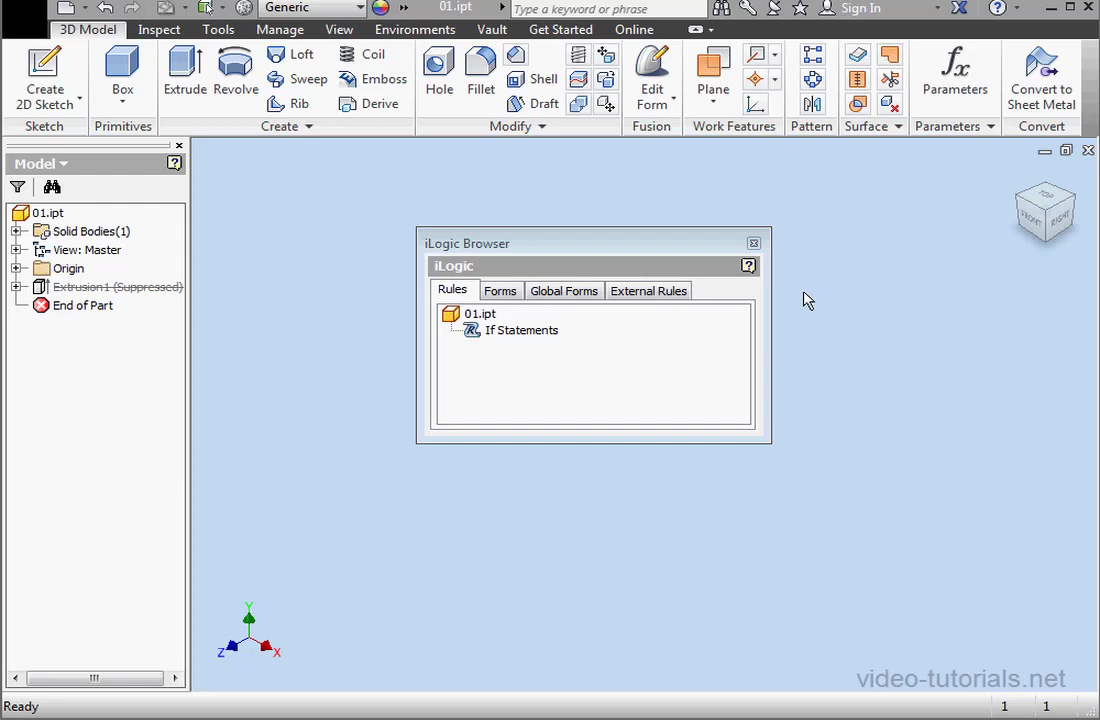 Generic
01.ipt
Type a keyword or phrase
Sign In
3D Model
Inspect
Tools
Manage
View
Environments
Vault
Get Started
Online
Create
2D Sketch
Box
Extrude
Revolve
Loft
Sweep
Rib
Coil
Emboss
Derive
Hole
Fillet
Shell
Draft
Edit
Form
Plane
Parameters
Convert to
Sheet Metal
Sketch
Primitives
Create
Modify
Fusion
Work Features
Pattern
Surface
Parameters
Convert
Model
01.ipt
Solid Bodies(1)
View: Master
Origin
Extrusion1 (Suppressed)
End of Part
iLogic Browser
iLogic
Rules
Forms
Global Forms
External Rules
01.ipt
If Statements
TOP
FRONT
RIGHT
Y
Z
X
video-tutorials.net
Ready
1
1